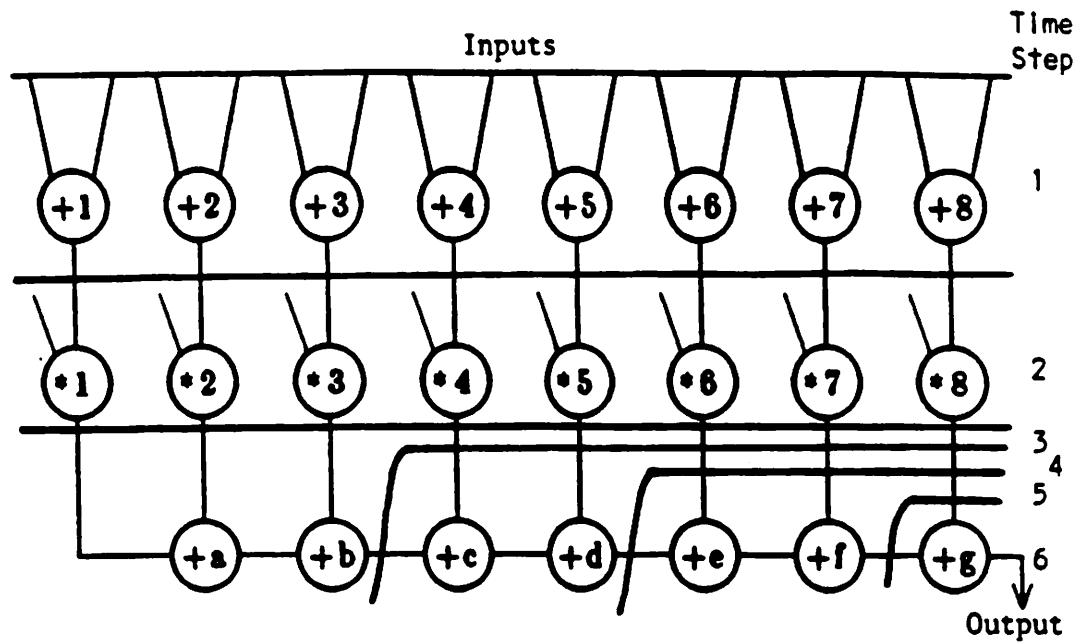 Time
Step
Inputs
1
+1 +2 +3 +4 +5 +6 +7 +8
2
*1 *2 *3 *4 *5 *6 *7 *8
3
4
5
+a +b +c +d +e +f +g 6
Output